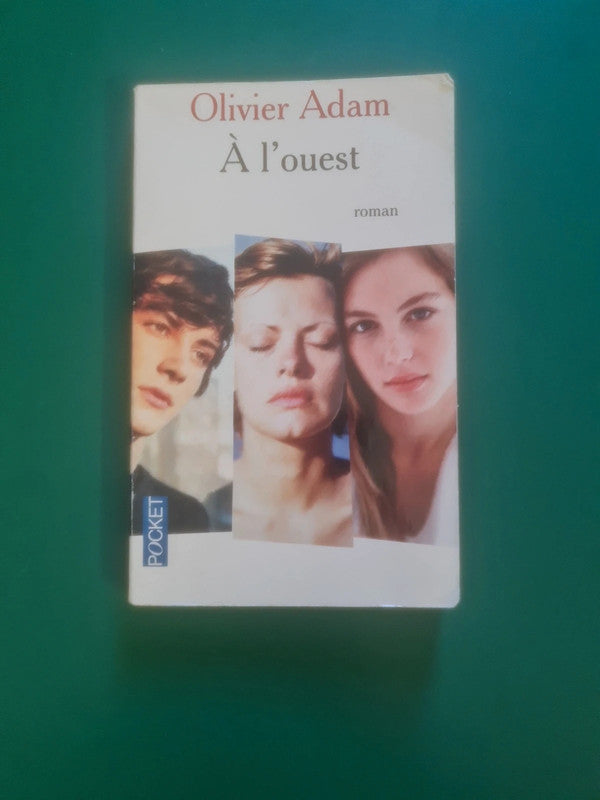 Olivier Adam
À l'ouest
roman
POCKET